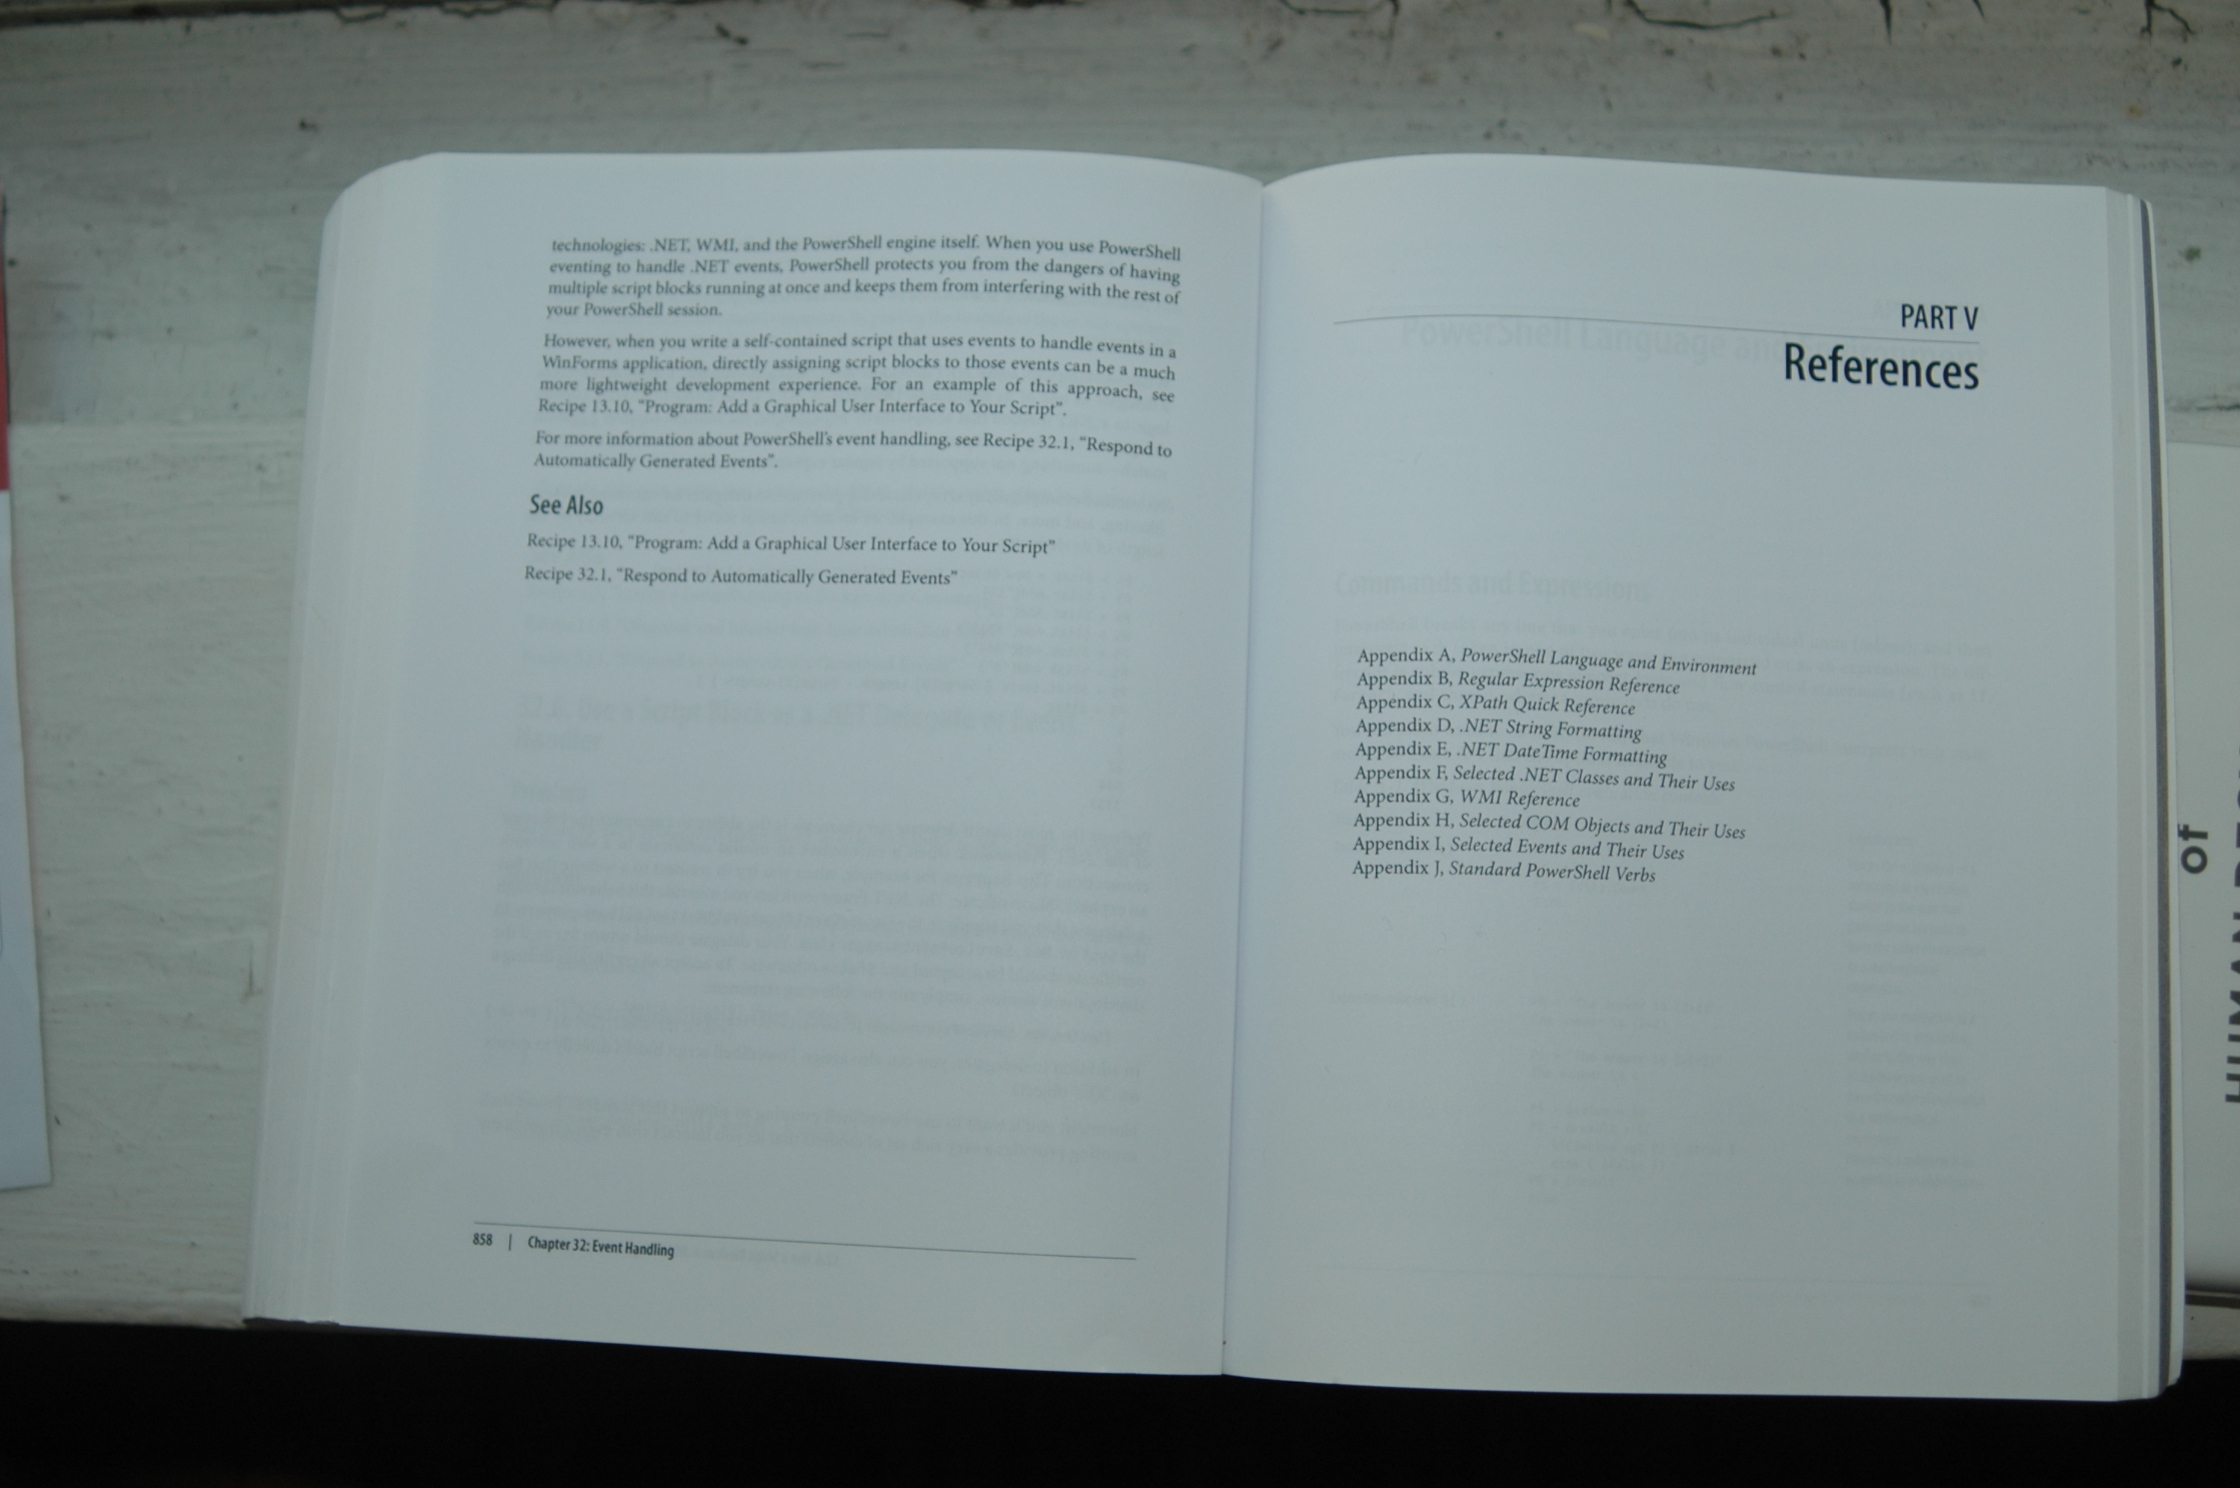 technologies: .NET, WMI, and the PowerShell engine itself. When you use PowerShell
eventing to handle .NET events, PowerShell protects you from the dangers of having
multiple script blocks running at once and keeps them from interfering with the rest of
your PowerShell session.
However, when you write a self-contained script that uses events to handle events in a
WinForms application, directly assigning script blocks to those events can be a much
more lightweight development experience. For an example of this approach, see
Recipe 13.10, “Program: Add a Graphical User Interface to Your Script”.
For more information about PowerShell’s event handling, see Recipe 32.1, “Respond to
Automatically Generated Events”.
See Also
Recipe 13.10, “Program: Add a Graphical User Interface to Your Script”
Recipe 32.1, “Respond to Automatically Generated Events”
858 | Chapter 32: Event Handling
PART V
References
Appendix A, PowerShell Language and Environment
Appendix B, Regular Expression Reference
Appendix C, XPath Quick Reference
Appendix D, .NET String Formatting
Appendix E, .NET DateTime Formatting
Appendix F, Selected .NET Classes and Their Uses
Appendix G, WMI Reference
Appendix H, Selected COM Objects and Their Uses
Appendix I, Selected Events and Their Uses
Appendix J, Standard PowerShell Verbs
of
HUMAN